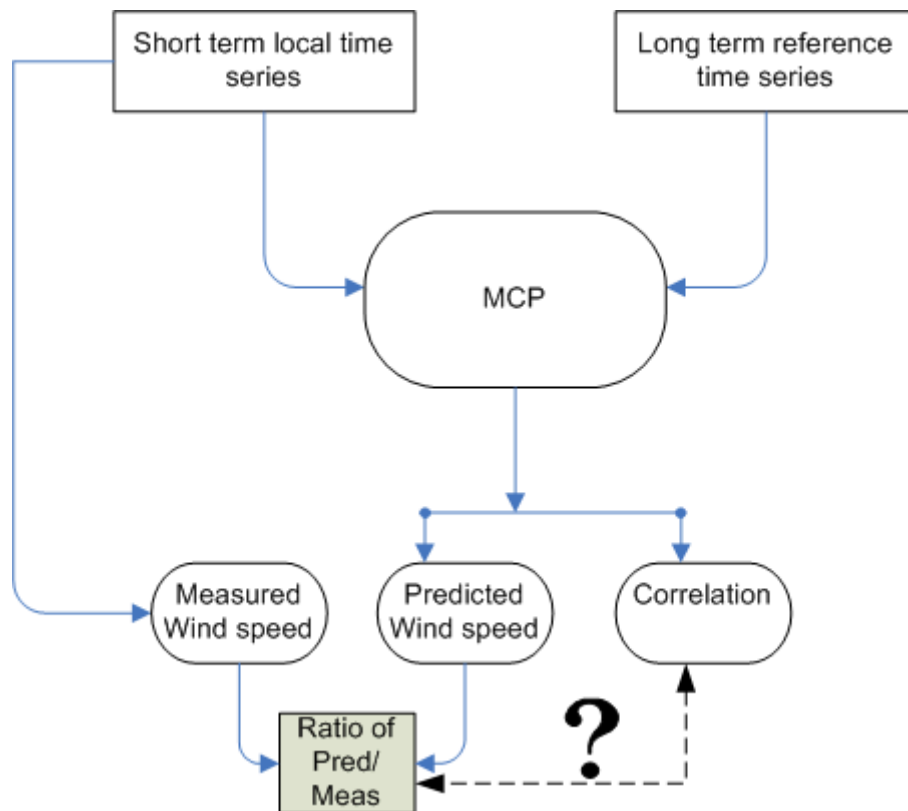 Short term local time
series
Long term reference
time series
MCP
Measured
Wind speed
Predicted
Wind speed
Correlation
?
Ratio of
Pred/
Meas